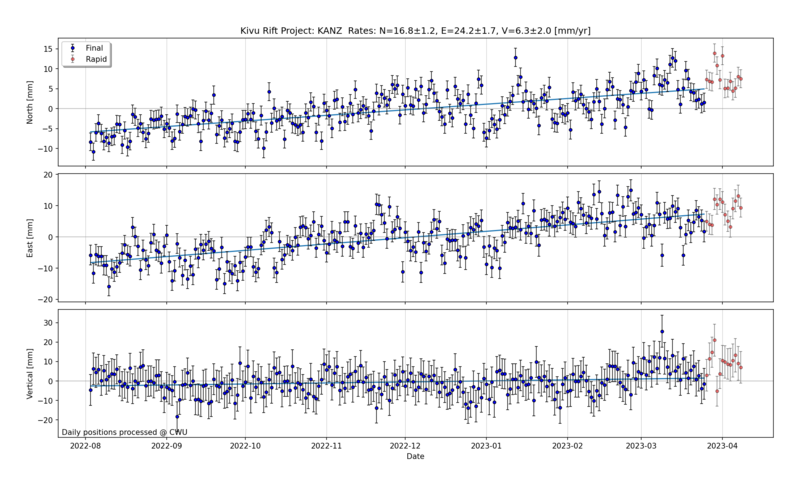 Kivu Rift Project: KANZ Rates: N=16.8±1.2, E=24.2±1.7, V=6.3±2.0 [mm/yr]
Final
Rapid
North [mm]
15
10
5
0
−5
−10
East [mm]
20
10
0
−10
−20
Vertical [mm]
30
20
10
0
−10
−20
Daily positions processed @ CWU
2022-08 2022-09 2022-10 2022-11 2022-12 2023-01 2023-02 2023-03 2023-04
Date